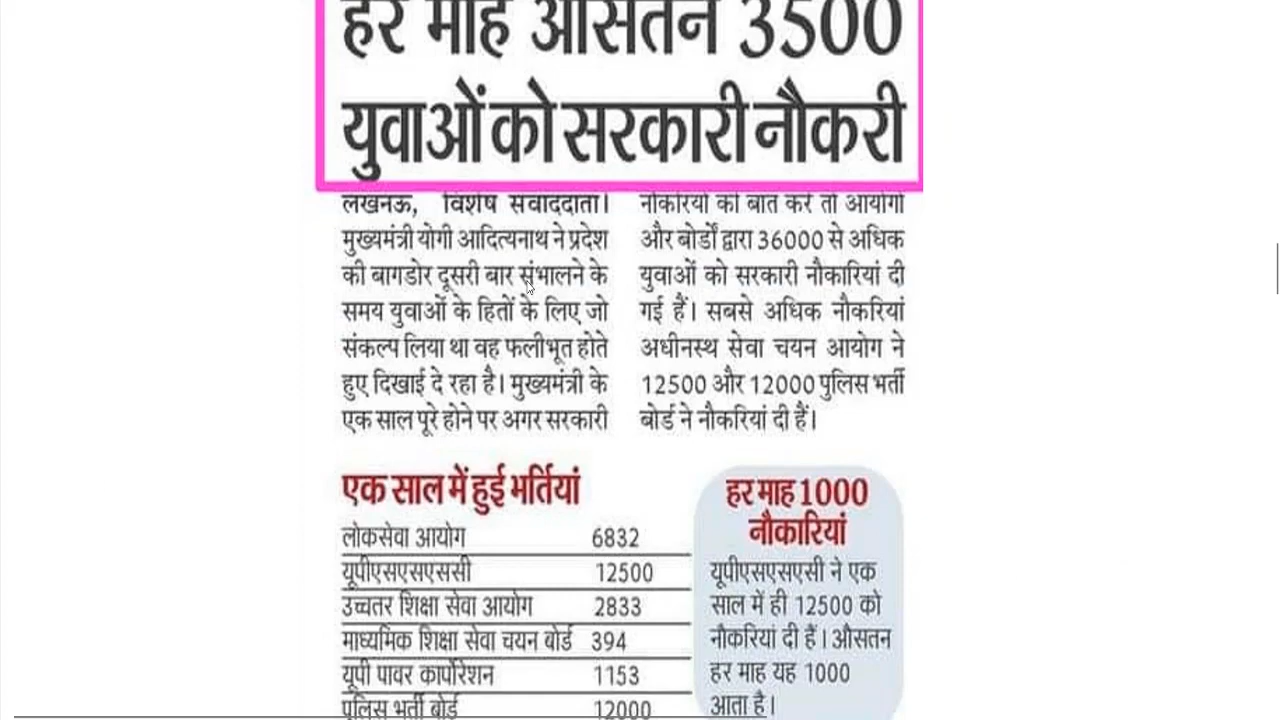 हर माह औसतन 3500
युवाओं को सरकारी नौकरी
लखनऊ, विशेष संवाददाता।
मुख्यमंत्री योगी आदित्यनाथ ने प्रदेश
की बागडोर दूसरी बार संभालने के
समय युवाओं के हितों के लिए जो
संकल्प लिया था वह फलीभूत होते
हुए दिखाई दे रहा है। मुख्यमंत्री के
एक साल पूरे होने पर अगर सरकारी
नौकरियों की बात करें तो आयोगों
और बोर्डों द्वारा 36000 से अधिक
युवाओं को सरकारी नौकारियां दी
गई हैं। सबसे अधिक नौकरियां
अधीनस्थ सेवा चयन आयोग ने
12500 और 12000 पुलिस भर्ती
बोर्ड ने नौकरियां दी हैं।
एक साल में हुई भर्तियां
लोकसेवा आयोग 6832
यूपीएसएसएससी 12500
उच्चतर शिक्षा सेवा आयोग 2833
माध्यमिक शिक्षा सेवा चयन बोर्ड 394
यूपी पावर कार्पोरेशन 1153
पुलिस भर्ती बोर्ड 12000
हर माह 1000
नौकारियां
यूपीएसएसएसी ने एक
साल में ही 12500 को
नौकरियां दी हैं। औसतन
हर माह यह 1000
आता है।